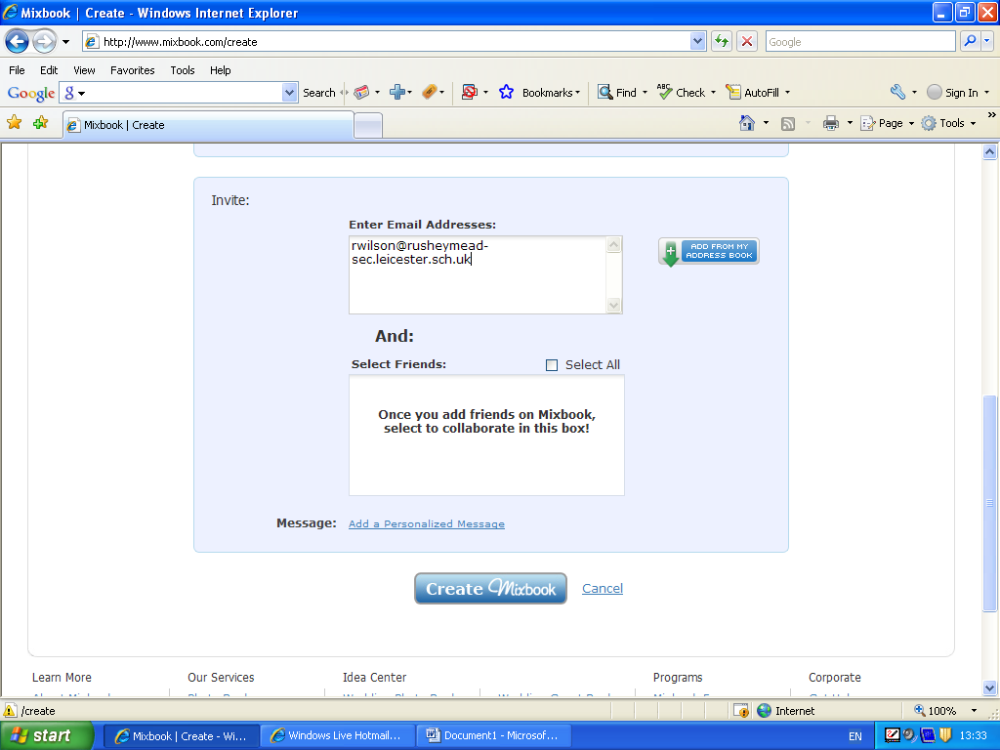 Mixbook | Create - Windows Internet Explorer
http://www.mixbook.com/create
Google
File Edit View Favorites Tools Help
Google g Search Bookmarks Find ABC Check AutoFill Sign In
Mixbook | Create Page Tools »
Invite:
Enter Email Addresses:
rwilson@rusheymead-
sec.leicester.sch.uk
ADD FROM MY
ADDRESS BOOK
And:
Select Friends: Select All
Once you add friends on Mixbook,
select to collaborate in this box!
Message: Add a Personalized Message
Create Mixbook Cancel
Learn More Our Services Idea Center Programs Corporate
/create Internet 100%
start Mixbook | Create - Wi... Windows Live Hotmail... Document1 - Microsof... EN 13:33